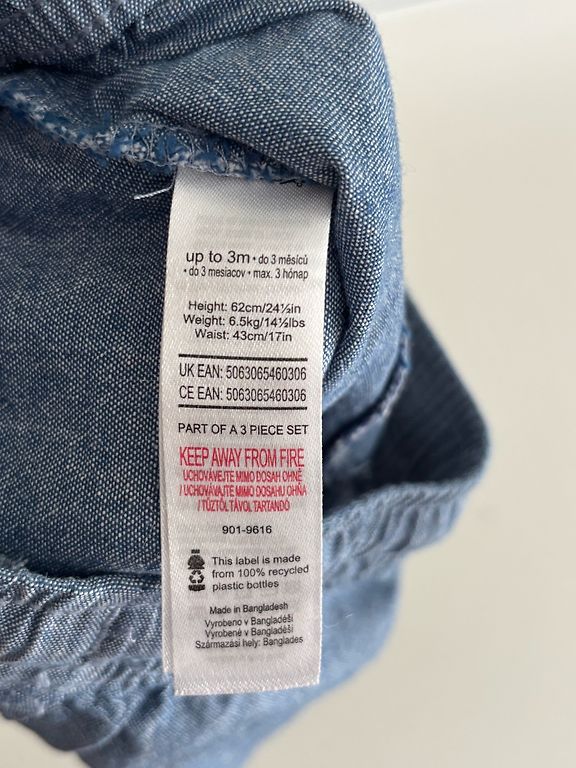 up to 3m • do 3 měsíců
• do 3 mesiacov • max. 3 hónap
Height: 62cm/24½in
Weight: 6.5kg/14½lbs
Waist: 43cm/17in
UK EAN: 5063065460306
CE EAN: 5063065460306
PART OF A 3 PIECE SET
KEEP AWAY FROM FIRE
UCHOVÁVEJTE MIMO DOSAH OHNĚ
/ UCHOVÁVAJTE MIMO DOSAHU OHŇA
/ TŰZTŐL TÁVOL TARTANDÓ
901-9616
This label is made
from 100% recycled
plastic bottles
Made in Bangladesh
Vyrobeno v Bangladéši
Vyrobené v Bangladéši
Származási hely: Banglades